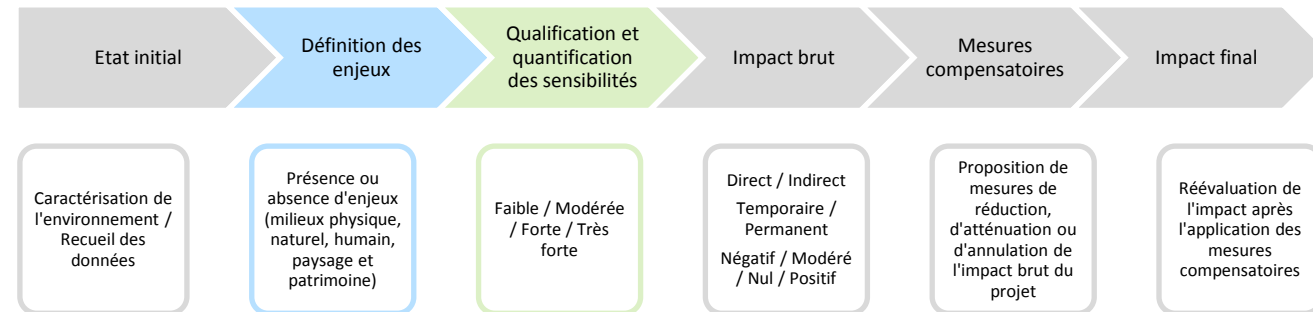 Etat initial
Définition des
enjeux
Qualification et
quantification
des sensibilités
Impact brut
Mesures
compensatoires
Impact final
Caractérisation de
l'environnement /
Recueil des
données
Présence ou
absence d'enjeux
(milieux physique,
naturel, humain,
paysage et
patrimoine)
Faible / Modérée
/ Forte / Très
forte
Direct / Indirect
Temporaire /
Permanent
Négatif / Modéré
/ Nul / Positif
Proposition de
mesures de
réduction,
d'atténuation ou
d'annulation de
l'impact brut du
projet
Réévaluation de
l'impact après
l'application des
mesures
compensatoires